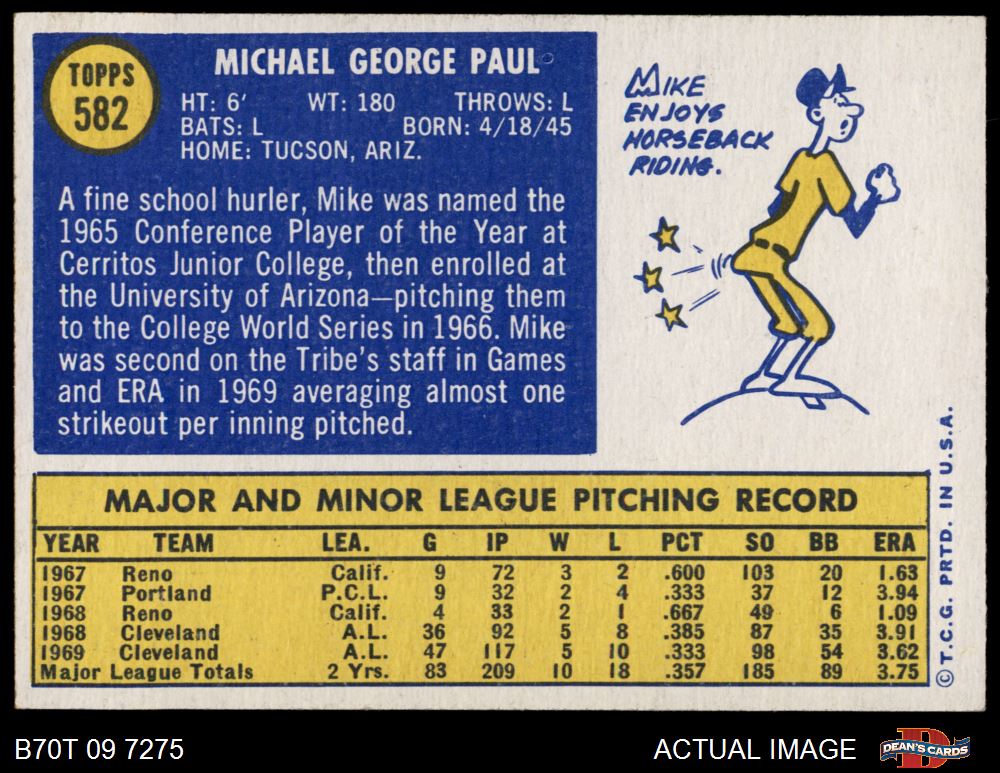 TOPPS
582
MICHAEL GEORGE PAUL
HT: 6' WT: 180 THROWS: L
BATS: L BORN: 4/18/45
HOME: TUCSON, ARIZ.
A fine school hurler, Mike was named the
1965 Conference Player of the Year at
Cerritos Junior College, then enrolled at
the University of Arizona—pitching them
to the College World Series in 1966. Mike
was second on the Tribe's staff in Games
and ERA in 1969 averaging almost one
strikeout per inning pitched.
MIKE
ENJOYS
HORSEBACK
RIDING.
MAJOR AND MINOR LEAGUE PITCHING RECORD
YEAR TEAM LEA. G IP W L PCT SO BB ERA
1967 Reno Calif. 9 72 3 2 .600 103 20 1.63
1967 Portland P.C.L. 9 32 2 4 .333 37 12 3.94
1968 Reno Calif. 4 33 2 1 .667 49 6 1.09
1968 Cleveland A.L. 36 92 5 8 .385 87 35 3.91
1969 Cleveland A.L. 47 117 5 10 .333 98 54 3.62
Major League Totals 2 Yrs. 83 209 10 18 .357 185 89 3.75
© T.C.G. PRTD. IN U.S.A.
B70T 09 7275
ACTUAL IMAGE
D
DEAN'S CARDS